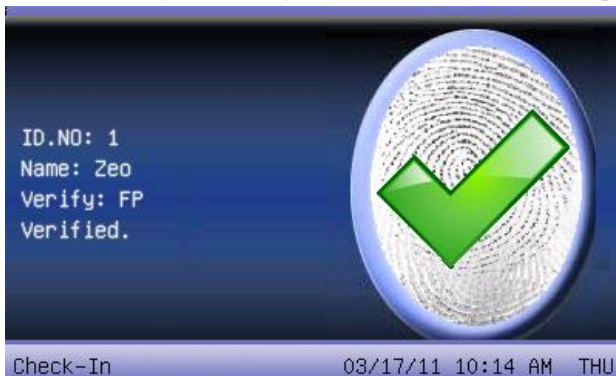 ID.NO: 1
Name: Zeo
Verify: FP
Verified.
Check-In 03/17/11 10:14 AM THU